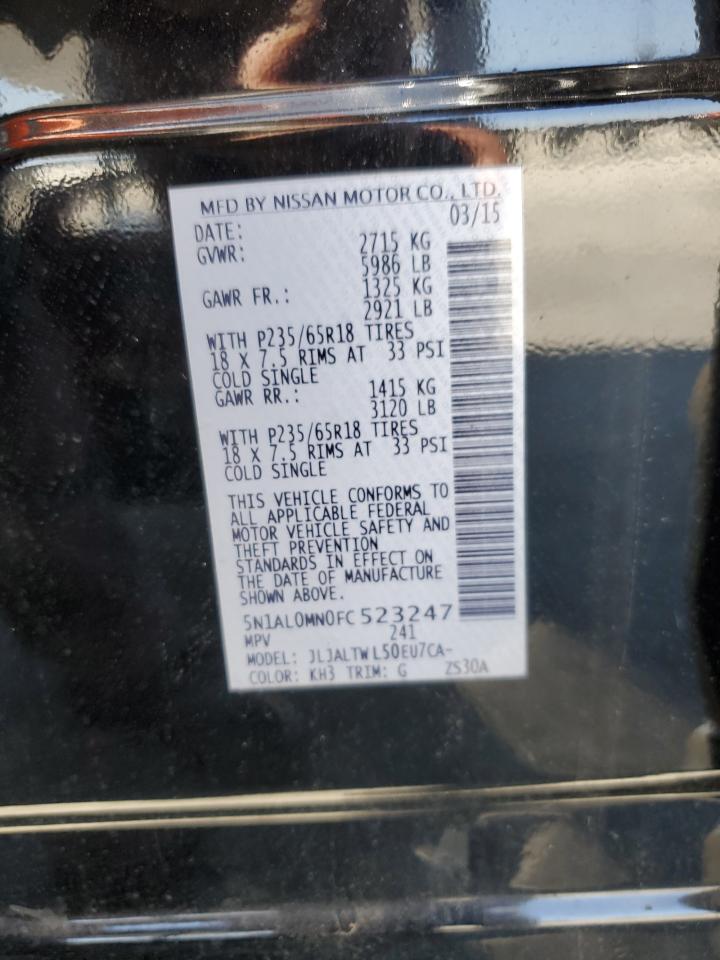 MFD BY NISSAN MOTOR CO., LTD.
DATE: 03/15
GVWR: 2715 KG
5986 LB
GAWR FR.: 1325 KG
2921 LB
WITH P235/65R18 TIRES
18 X 7.5 RIMS AT 33 PSI
COLD SINGLE
GAWR RR.: 1415 KG
3120 LB
WITH P235/65R18 TIRES
18 X 7.5 RIMS AT 33 PSI
COLD SINGLE
THIS VEHICLE CONFORMS TO
ALL APPLICABLE FEDERAL
MOTOR VEHICLE SAFETY AND
THEFT PREVENTION
STANDARDS IN EFFECT ON
THE DATE OF MANUFACTURE
SHOWN ABOVE.
5N1AL0MN0FC523247
MPV 241
MODEL: JLJALTWL50EU7CA-
COLOR: KH3 TRIM: G ZS30A